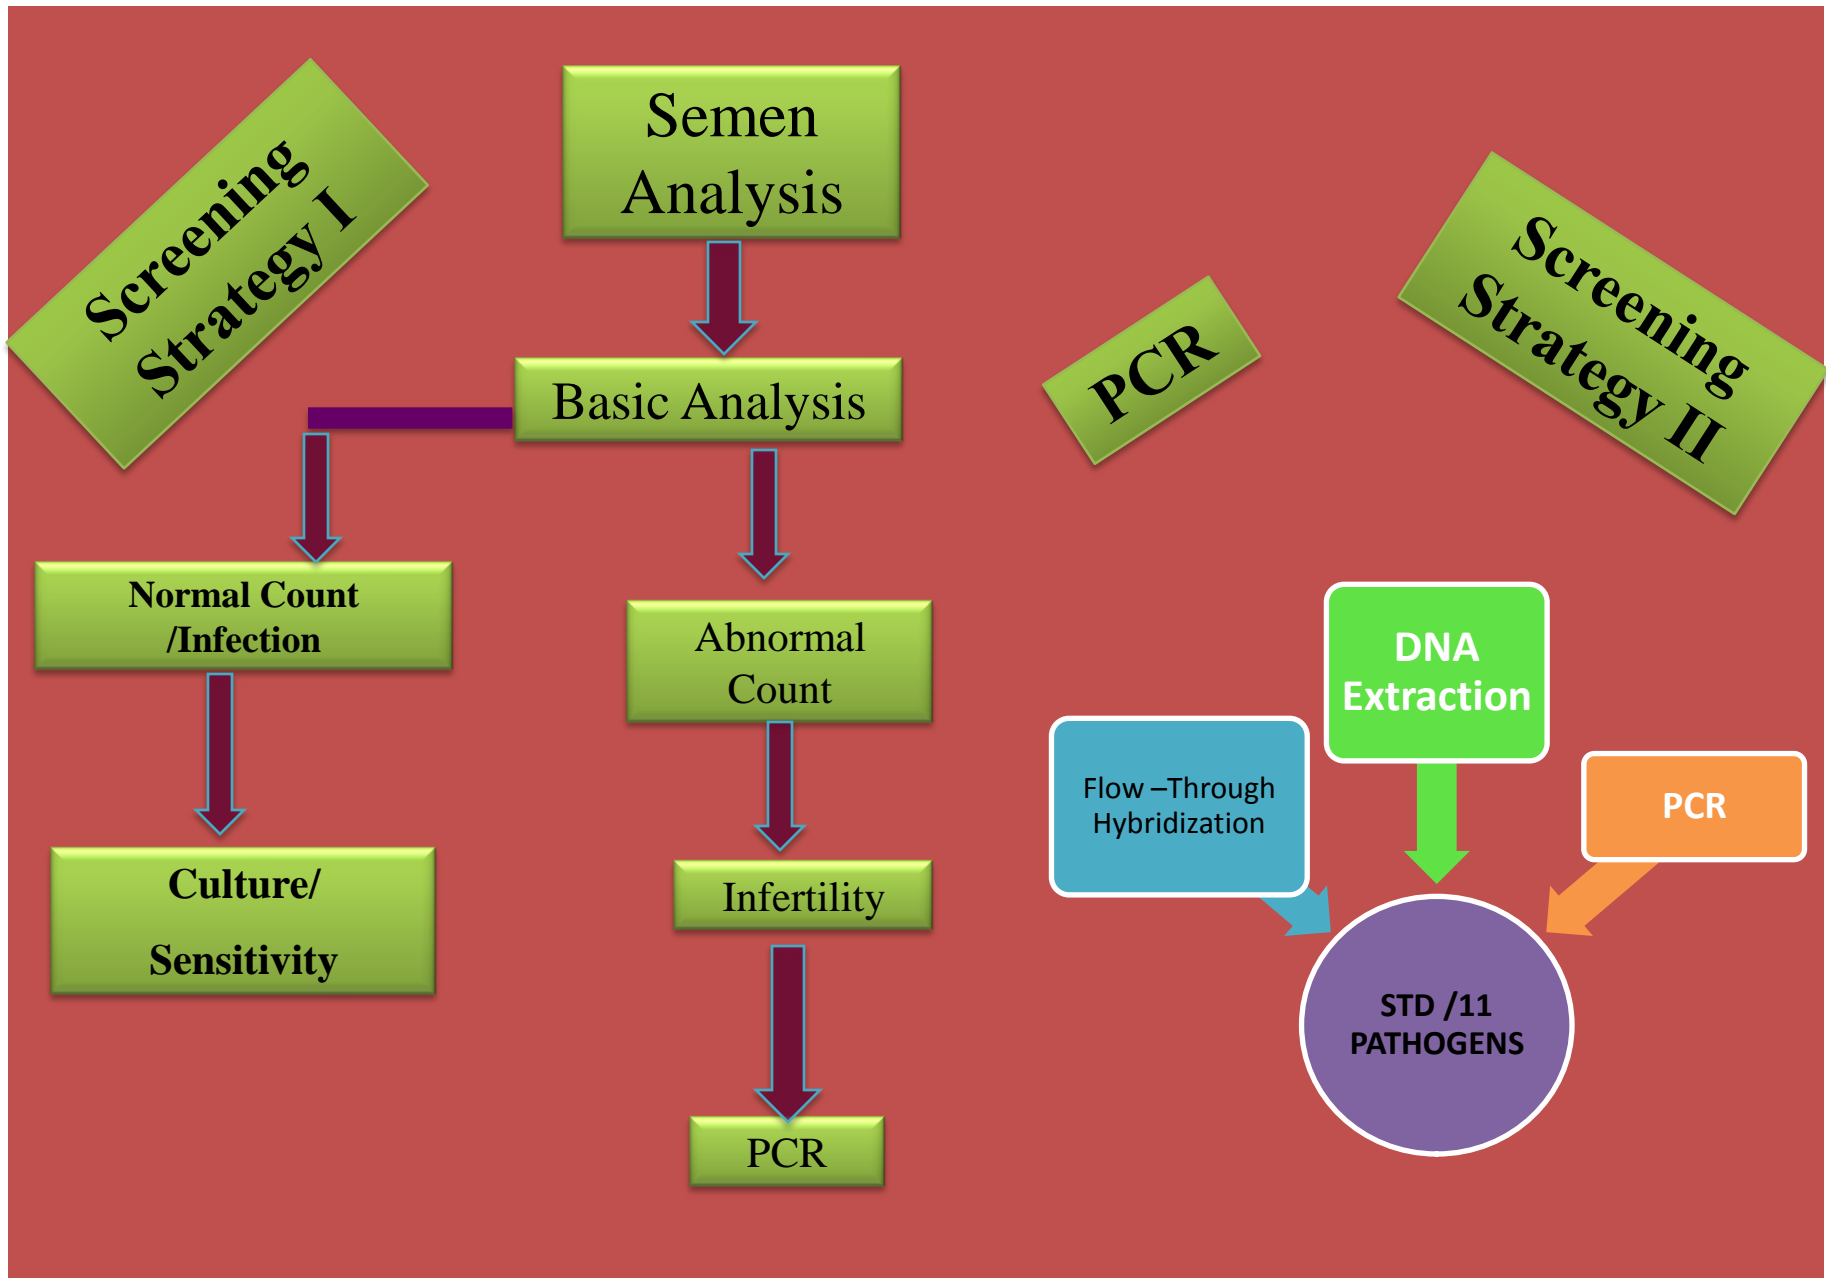 Screening
Strategy I
Semen
Analysis
Basic Analysis
Normal Count
/Infection
Culture/
Sensitivity
Abnormal
Count
Infertility
PCR
PCR
Screening
Strategy II
DNA
Extraction
Flow –Through
Hybridization
PCR
STD /11
PATHOGENS